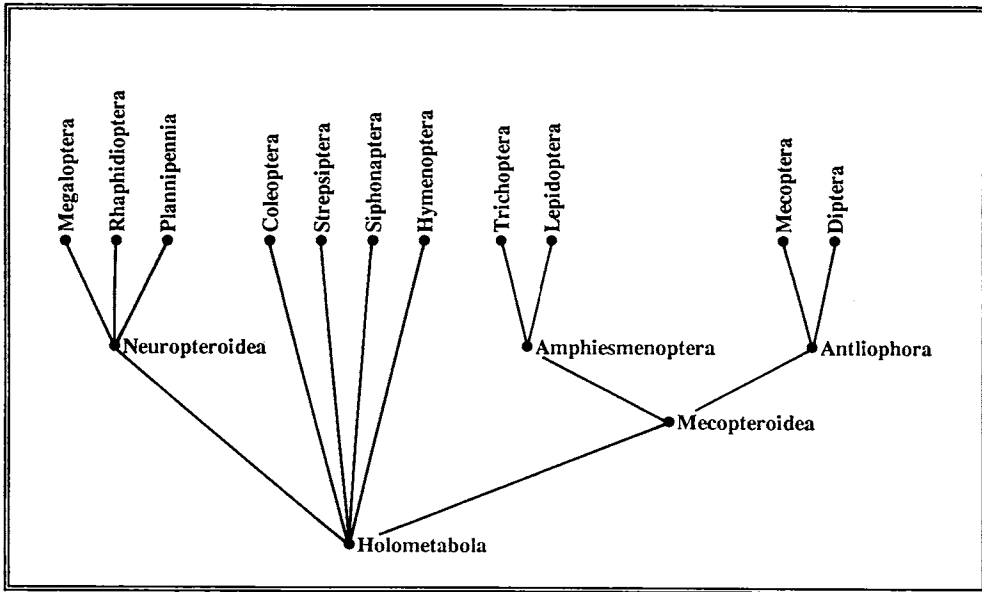 Megaloptera
Rhaphidioptera
Plannipennia
Coleoptera
Strepsiptera
Siphonaptera
Hymenoptera
Trichoptera
Lepidoptera
Mecoptera
Diptera
Neuropteroidea
Amphiesmenoptera
Antliophora
Mecopteroidea
Holometabola